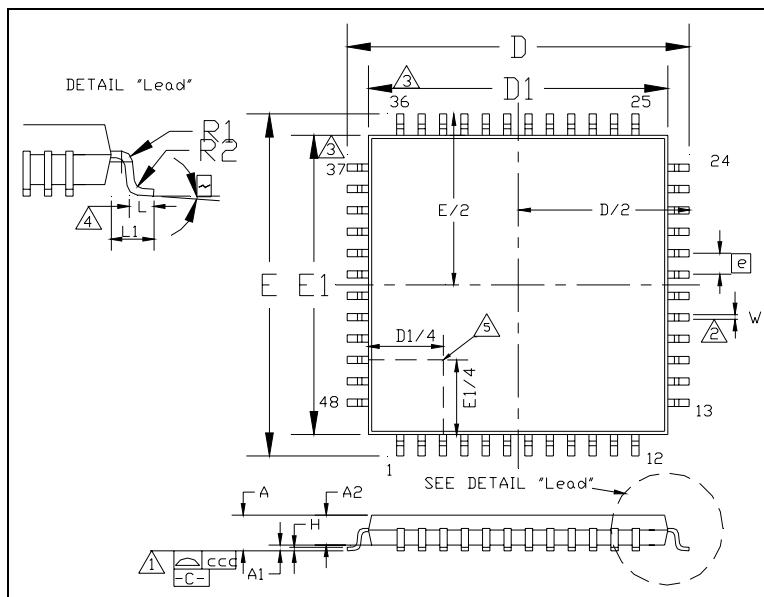 D
DETAIL "Lead"
3
D1
36
25
R1
R2
3
37
24
4
L
L1
E/2
D/2
e
E
E1
W
2
D1/4
5
E1/4
48
13
1
12
SEE DETAIL "Lead"
A
A2
H
1
ccc
-C-
A1